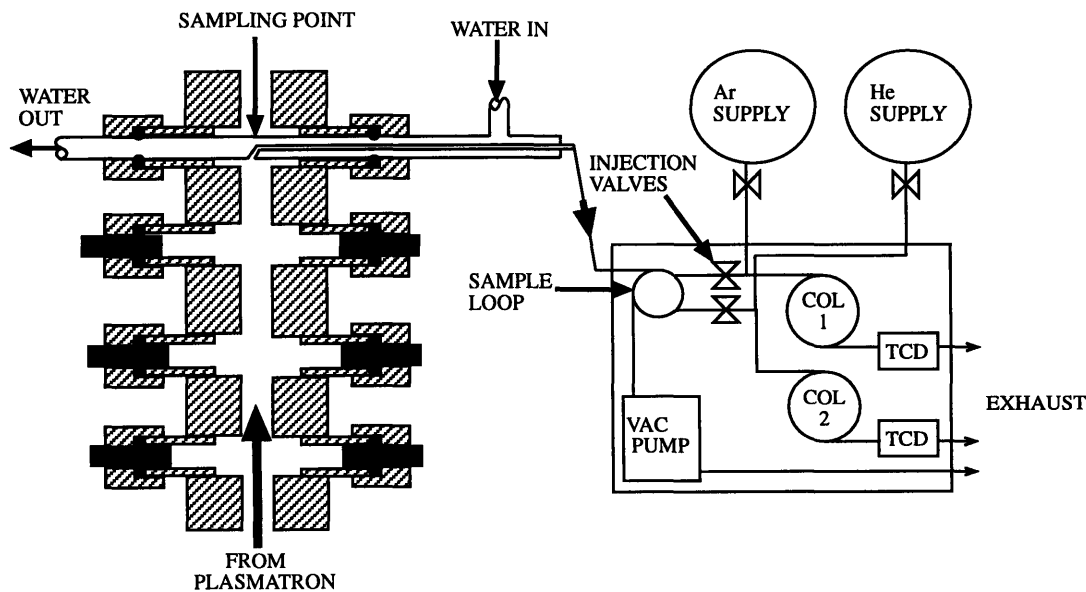 SAMPLING POINT
WATER IN
WATER
OUT
Ar
SUPPLY
He
SUPPLY
INJECTION
VALVES
SAMPLE
LOOP
COL
1
TCD
COL
2
TCD
EXHAUST
VAC
PUMP
FROM
PLASMATRON